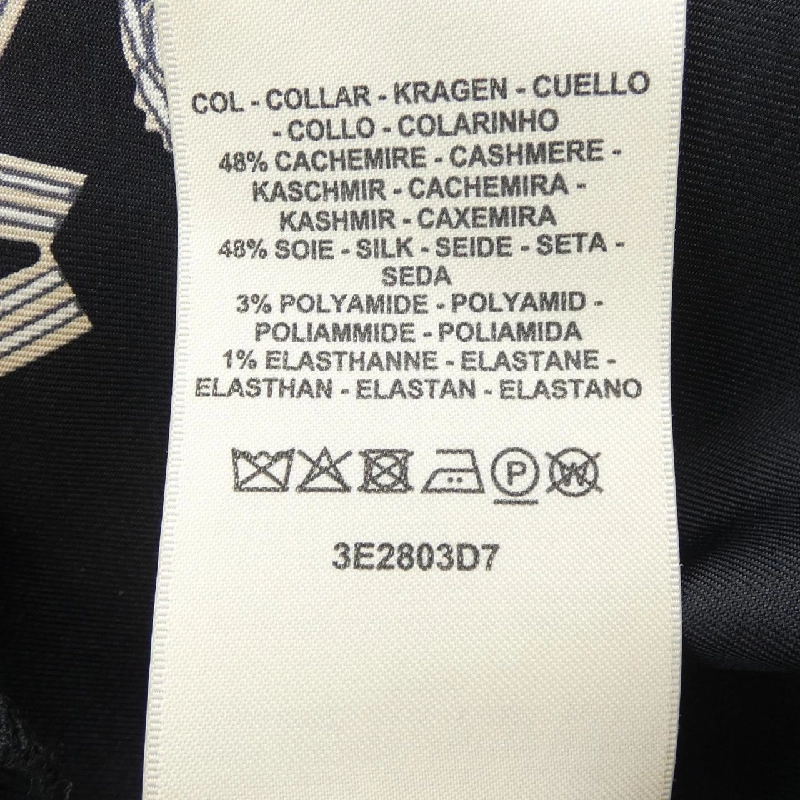 COL - COLLAR - KRAGEN - CUELLO
- COLLO - COLARINHO
48% CACHEMIRE - CASHMERE -
KASCHMIR - CACHEMIRA -
KASHMIR - CAXEMIRA
48% SOIE - SILK - SEIDE - SETA -
SEDA
3% POLYAMIDE - POLYAMID -
POLIAMMIDE - POLIAMIDA
1% ELASTHANNE - ELASTANE -
ELASTHAN - ELASTAN - ELASTANO
P W
3E2803D7